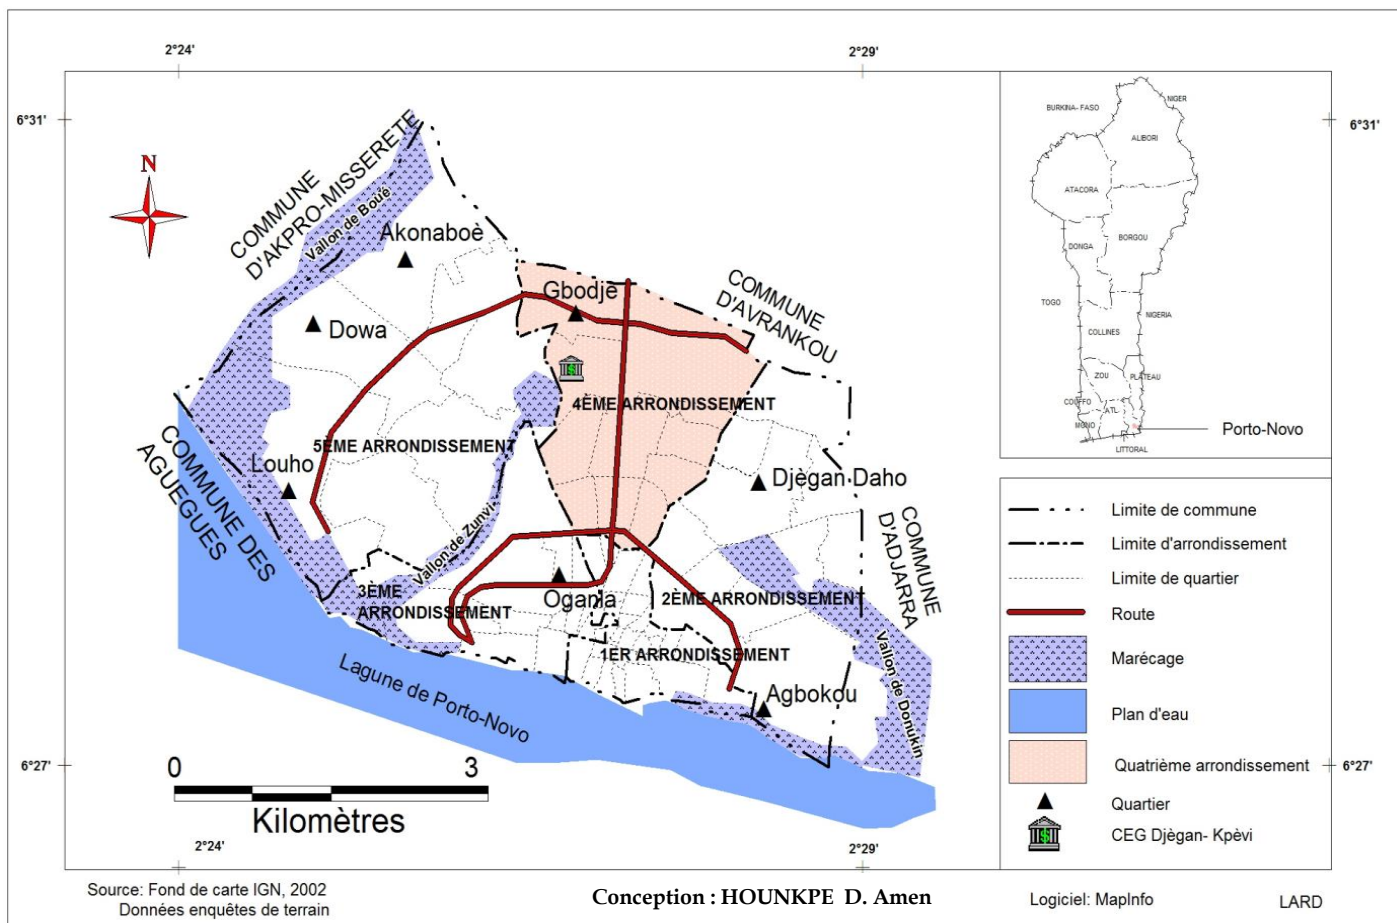 2°24'
2°29'
6°31'
6°31'
N
COMMUNE
D'AKPRO-MISSERETE
Vallon de Boué
Akonaboè
Dowa
Gbodjè
COMMUNE
D'AVRANKOU
4ÈME ARRONDISSEMENT
5ÈME ARRONDISSEMENT
Louho
COMMUNE DES
AGUEGUES
Djègan-Daho
COMMUNE
D'ADJARRA
Vallon de Zunvi
3ÈME
ARRONDISSEMENT
Ogania
2ÈME ARRONDISSEMENT
1ER ARRONDISSEMENT
Vallon de Donukin
Agbokou
Lagune de Porto-Novo
0 3
Kilomètres
6°27'
6°27'
2°24'
2°29'
BURKINA- FASO
NIGER
ALIBORI
ATACORA
DONGA
BORGOU
TOGO
NIGERIA
COLLINES
ZOU
PLATEAU
COUFFO
ATL
MONO
LITTORAL
Porto-Novo
Limite de commune
Limite d'arrondissement
Limite de quartier
Route
Marécage
Plan d'eau
Quatrième arrondissement
Quartier
CEG Djègan- Kpèvi
Source: Fond de carte IGN, 2002
Données enquêtes de terrain
Conception : HOUNKPE D. Amen
Logiciel: MapInfo
LARD